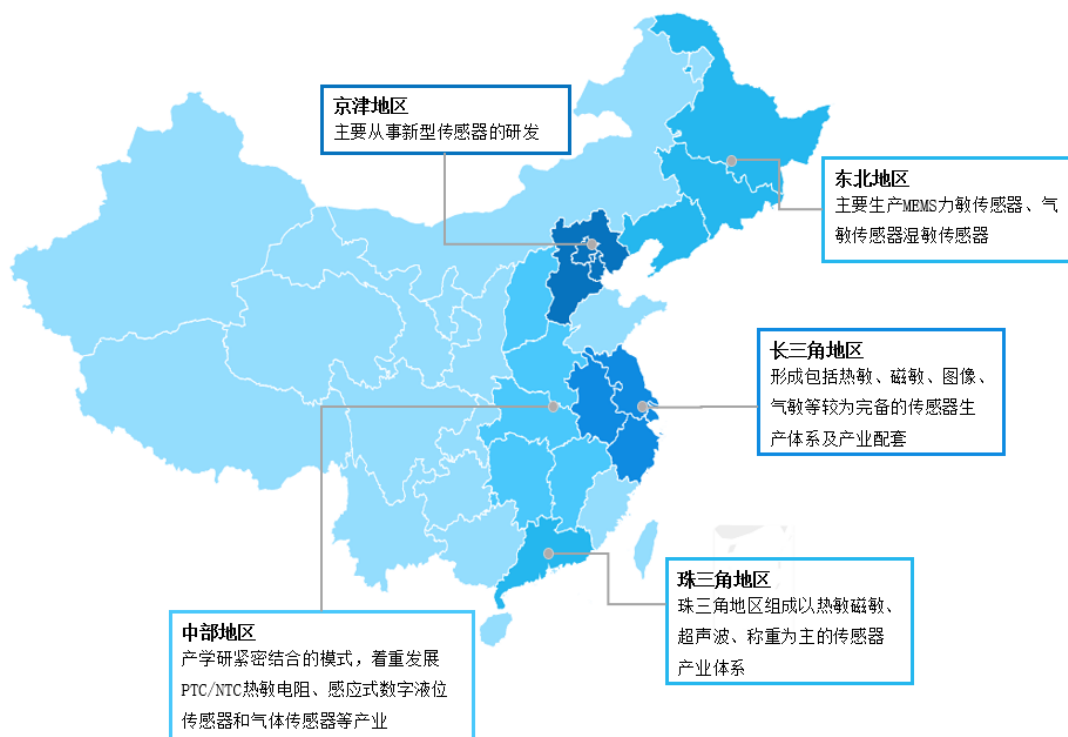 京津地区
主要从事新型传感器的研发
东北地区
主要生产MEMS力敏传感器、气
敏传感器湿敏传感器
长三角地区
形成包括热敏、磁敏、图像、
气敏等较为完备的传感器生
产体系及产业配套
珠三角地区
珠三角地区组成以热敏磁敏、
超声波、称重为主的传感器
产业体系
中部地区
产学研紧密结合的模式，着重发展
PTC/NTC热敏电阻、感应式数字液位
传感器和气体传感器等产业